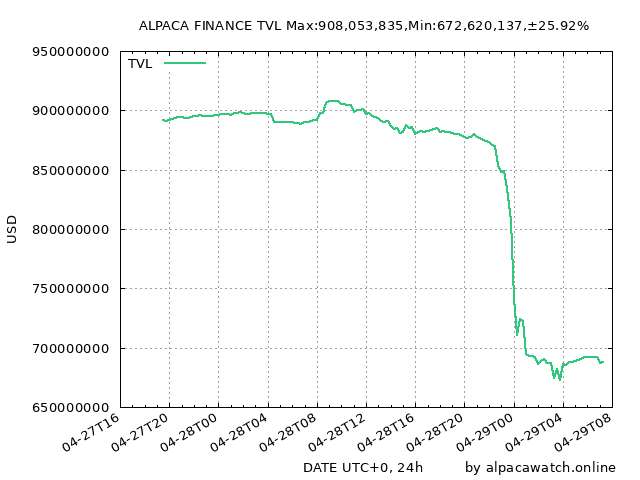 ALPACA FINANCE TVL Max:908,053,835,Min:672,620,137,±25.92%
TVL
950000000
900000000
850000000
800000000
750000000
700000000
650000000
USD
04-27T16
04-27T20
04-28T00
04-28T04
04-28T08
04-28T12
04-28T16
04-28T20
04-29T00
04-29T04
04-29T08
DATE UTC+0, 24h
by alpacawatch.online